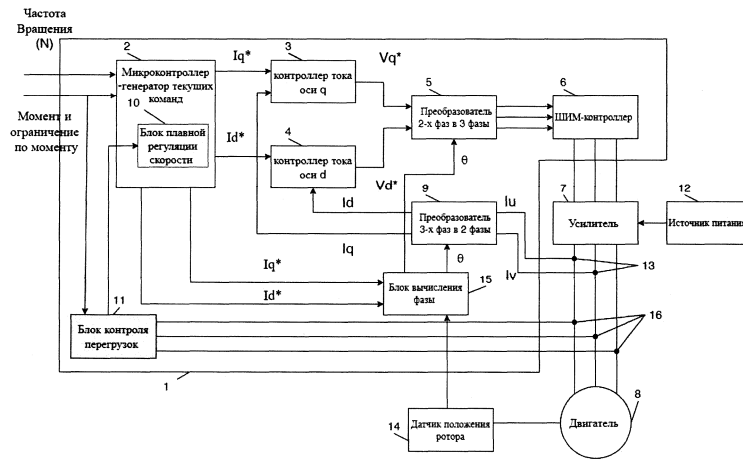 Частота
Вращения
(N)
Момент и
ограничение
по моменту
2
Микроконтроллер
-генератор текуших
команд
10
Блок плавной
регуляции
скорости
Iq*
Id*
3
контроллер тока
оси q
4
контроллер тока
оси d
Vq*
Vd*
5
Преобразователь
2-х фаз в 3 фазы
6
ШИМ-контроллер
θ
Id
Iq
9
Преобразователь
3-х фаз в 2 фазы
θ
Iu
Iv
7
Усилитель
12
Источник питания
13
Iq*
Id*
Блок вычисления
фазы
15
11
Блок контроля
перегрузок
16
1
14
Датчик положения
ротора
8
Двигатель